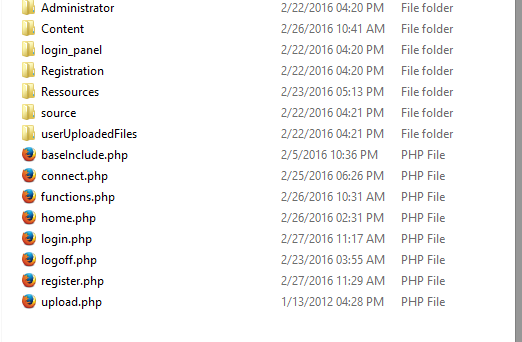 Administrator 2/22/2016 04:20 PM File folder
Content 2/26/2016 10:41 AM File folder
login_panel 2/22/2016 04:20 PM File folder
Registration 2/22/2016 04:20 PM File folder
Ressources 2/23/2016 05:13 PM File folder
source 2/22/2016 04:21 PM File folder
userUploadedFiles 2/22/2016 04:21 PM File folder
baseInclude.php 2/5/2016 10:36 PM PHP File
connect.php 2/25/2016 06:26 PM PHP File
functions.php 2/26/2016 10:31 AM PHP File
home.php 2/26/2016 02:31 PM PHP File
login.php 2/27/2016 11:17 AM PHP File
logoff.php 2/23/2016 03:55 AM PHP File
register.php 2/27/2016 11:29 AM PHP File
upload.php 1/13/2012 04:28 PM PHP File